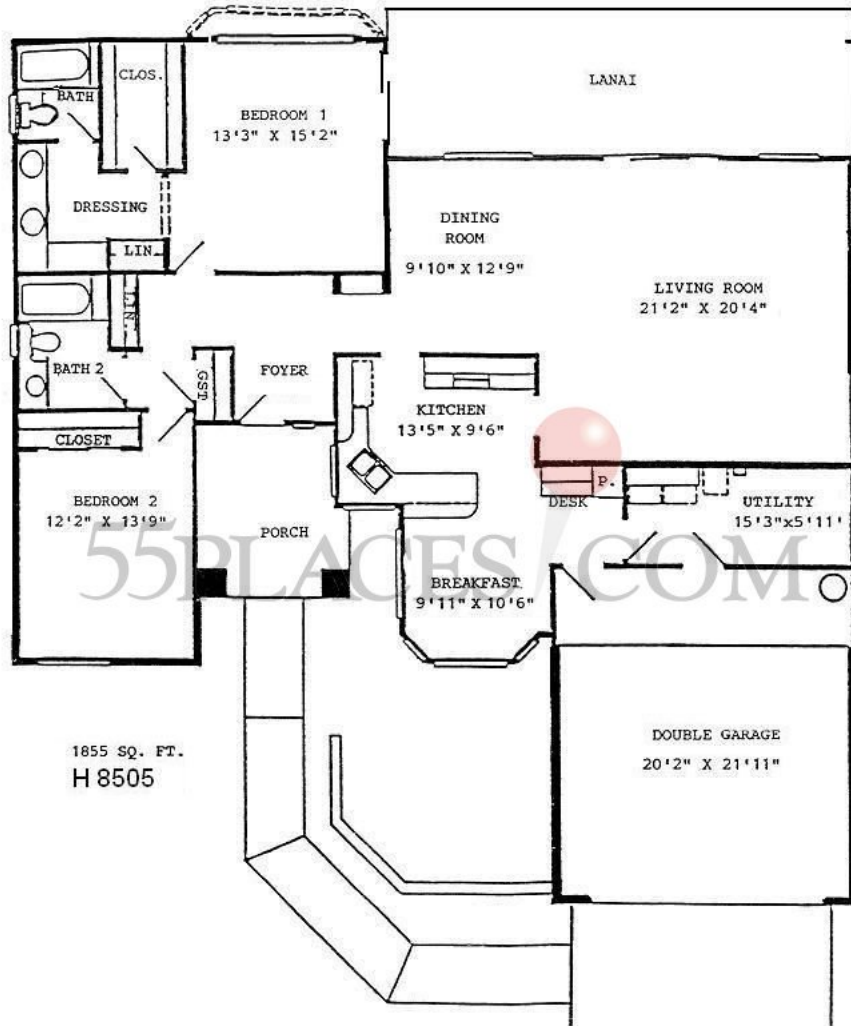 CLOS.
LANAI
BATH
BEDROOM 1
13'3" X 15'2"
DRESSING
DINING
ROOM
9'10" X 12'9"
LIN.
LIVING ROOM
21'2" X 20'4"
LIN.
BATH 2
GST
FOYER
KITCHEN
13'5" X 9'6"
CLOSET
P.
DESK
BEDROOM 2
12'2" X 13'9"
UTILITY
15'3"x5'11'
PORCH
55PLACES.COM
BREAKFAST
9'11" X 10'6"
DOUBLE GARAGE
20'2" X 21'11"
1855 SQ. FT.
H 8505